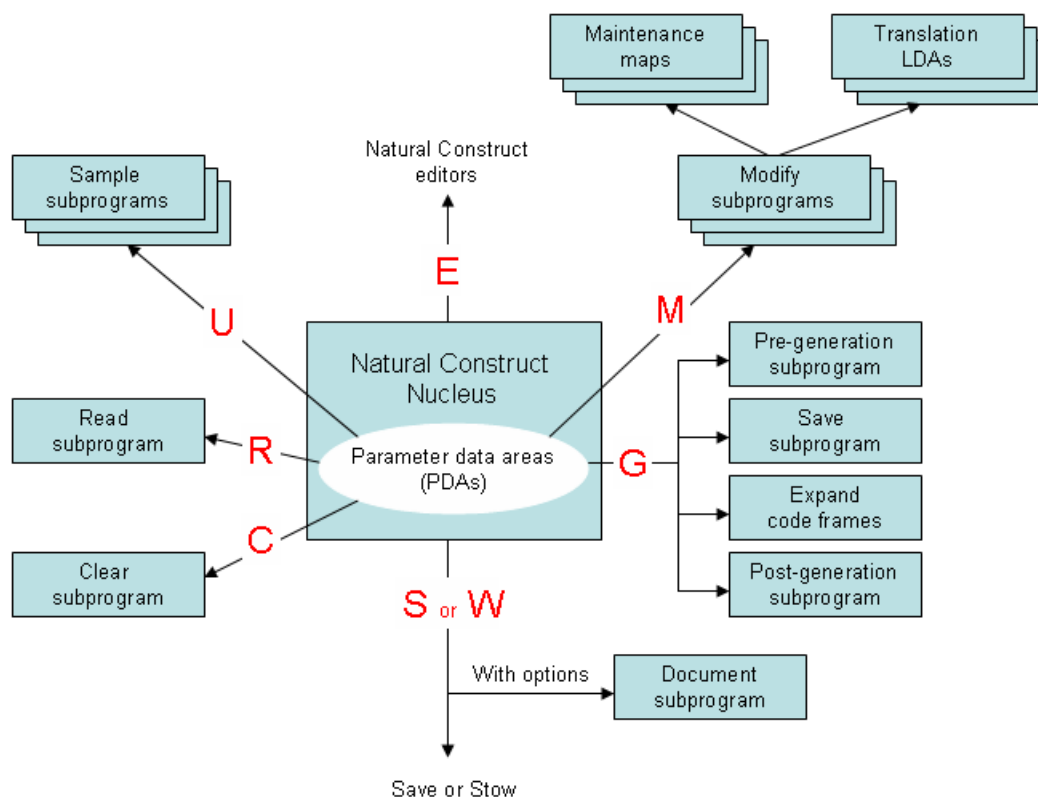 Maintenance
maps
Translation
LDAs
Natural Construct
editors
Sample
subprograms
Modify
subprograms
E
U
M
Natural Construct
Nucleus
Pre-generation
subprogram
Read
subprogram
R
Parameter data areas
(PDAs)
G
Save
subprogram
Expand
code frames
C
Clear
subprogram
Post-generation
subprogram
S or W
With options
Document
subprogram
Save or Stow